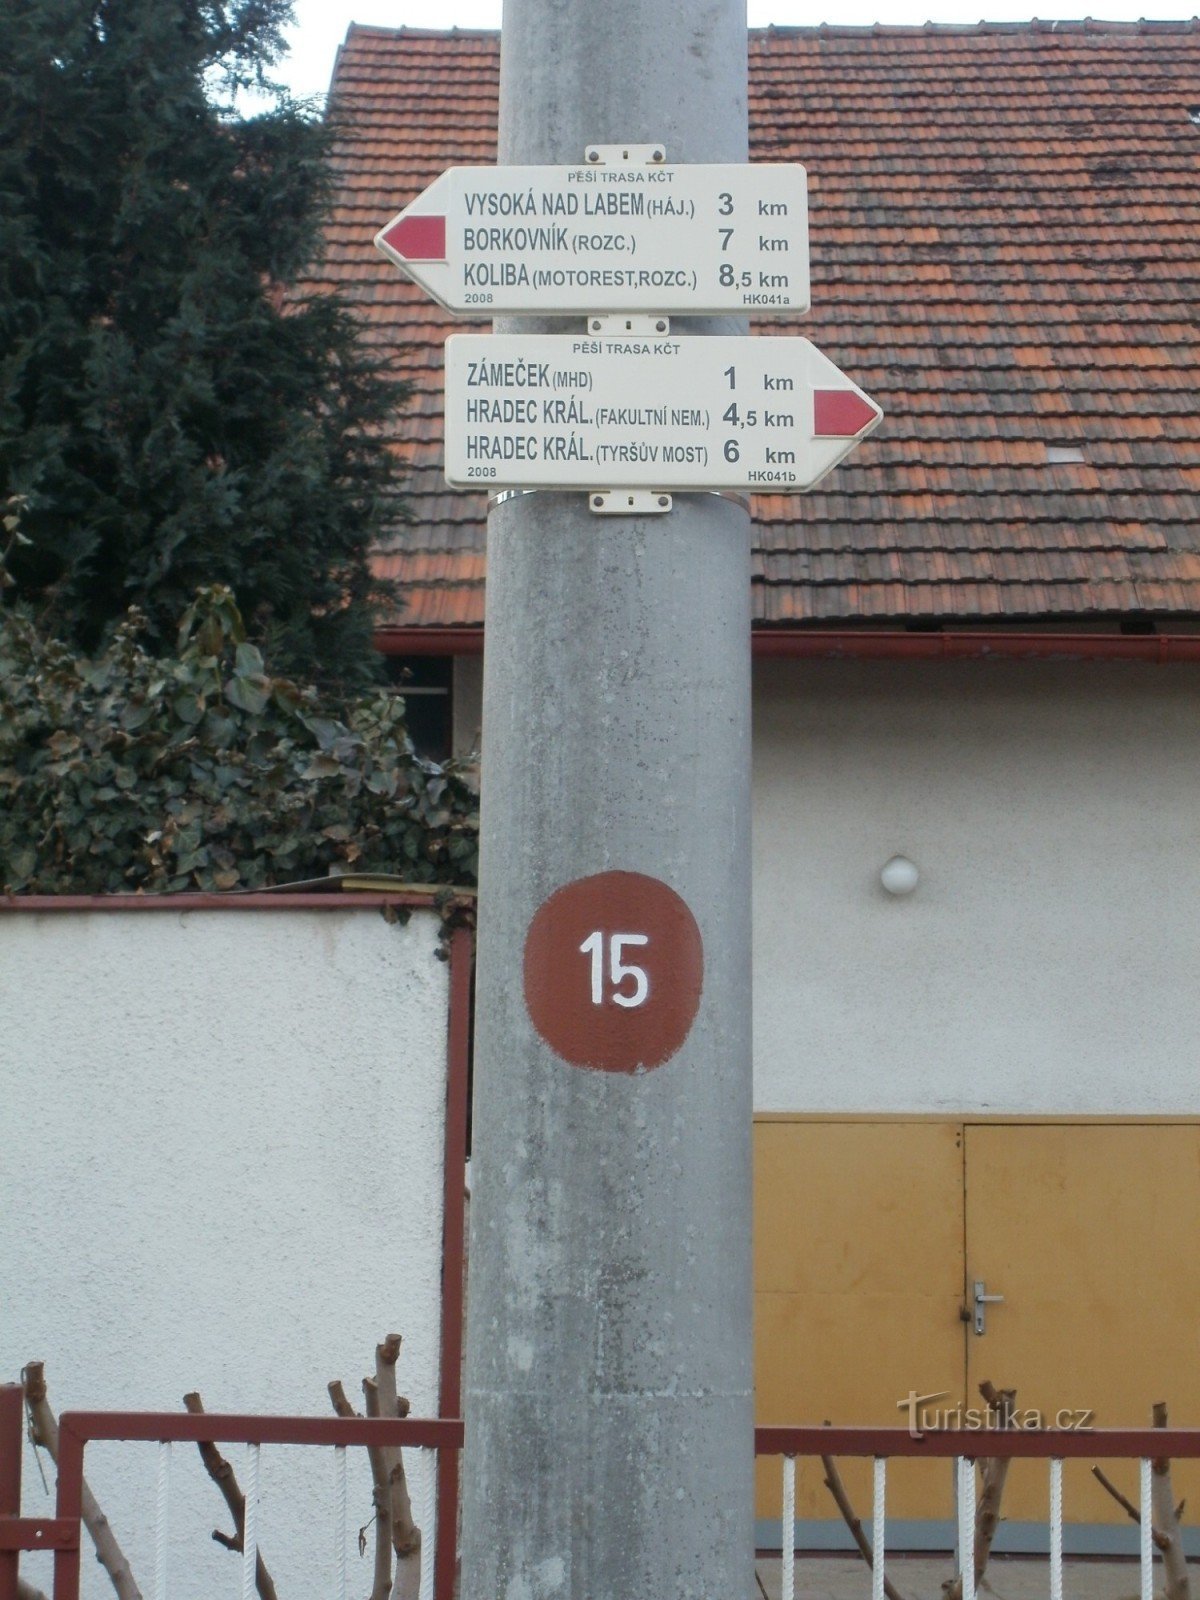 PĚŠÍ TRASA KČT
VYSOKÁ NAD LABEM (HÁJ.) 3 km
BORKOVNÍK (ROZC.) 7 km
KOLIBA (MOTOREST,ROZC.) 8,5 km
2008 HK041a
PĚŠÍ TRASA KČT
ZÁMEČEK (MHD) 1 km
HRADEC KRÁL. (FAKULTNÍ NEM.) 4,5 km
HRADEC KRÁL. (TYRŠŮV MOST) 6 km
2008 HK041b
15
Turistika.cz